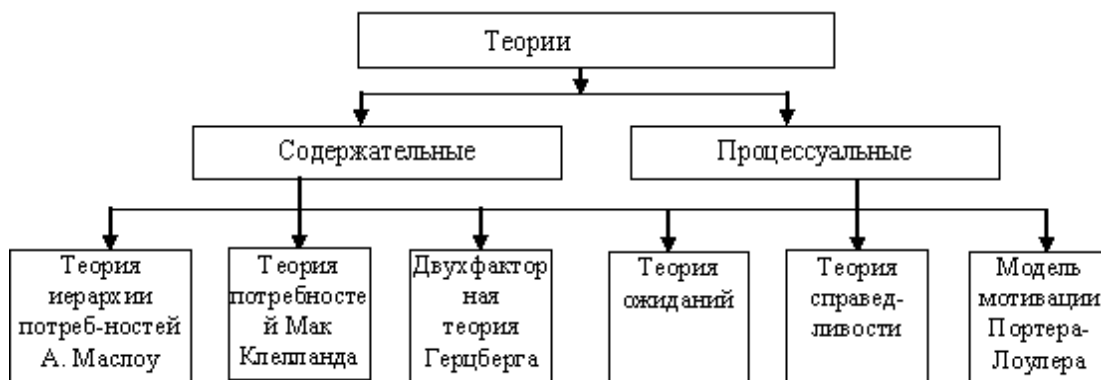 Теории
Содержательные
Процессуальные
Теория
иерархии
потреб-ностей
А. Маслоу
Теория
потребносте
й Мак
Клелланда
Двухфактор
ная
теория
Герцберга
Теория
ожиданий
Теория
справед-
ливости
Модель
мотивации
Портера-
Лоулера